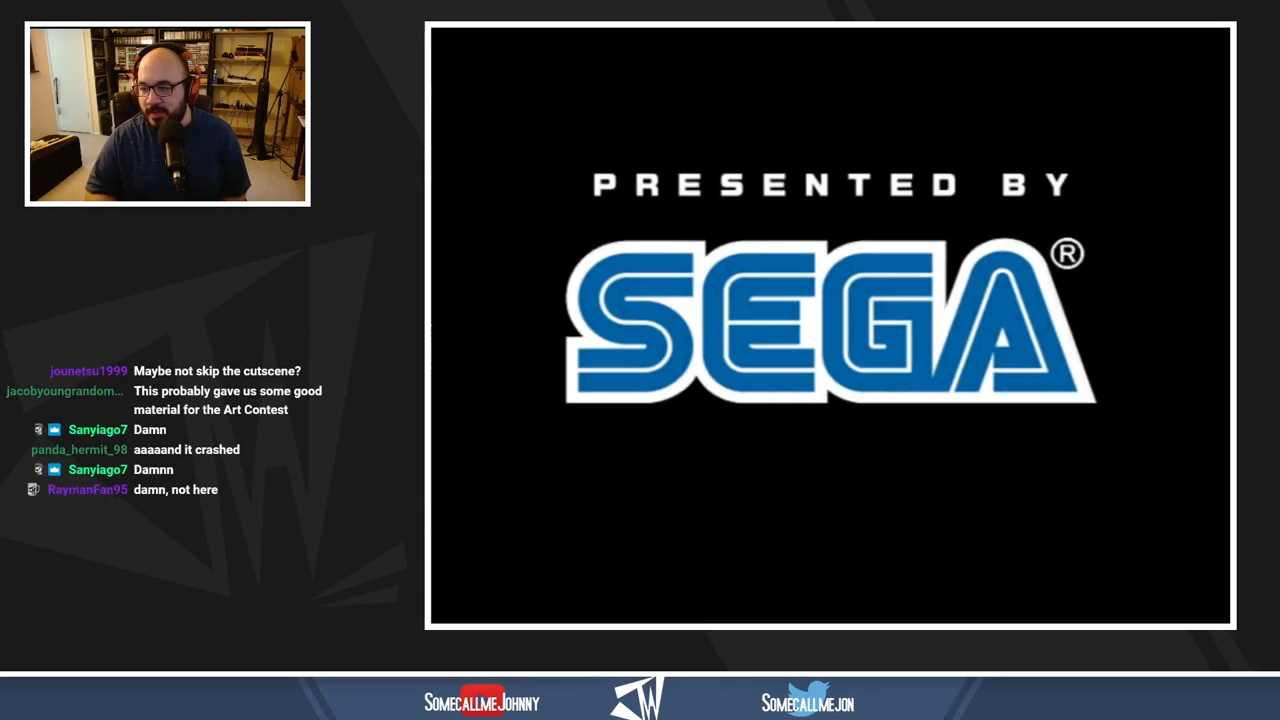 PRESENTED BY
SEGA®
jounetsu1999 Maybe not skip the cutscene?
jacobyoungrandom... This probably gave us some good
material for the Art Contest
Sanyiago7 Damn
panda_hermit_98 aaaaand it crashed
Sanyiago7 Damnn
RaymanFan95 damn, not here
SOMECALLMEJOHNNY
SOMECALLMEJON